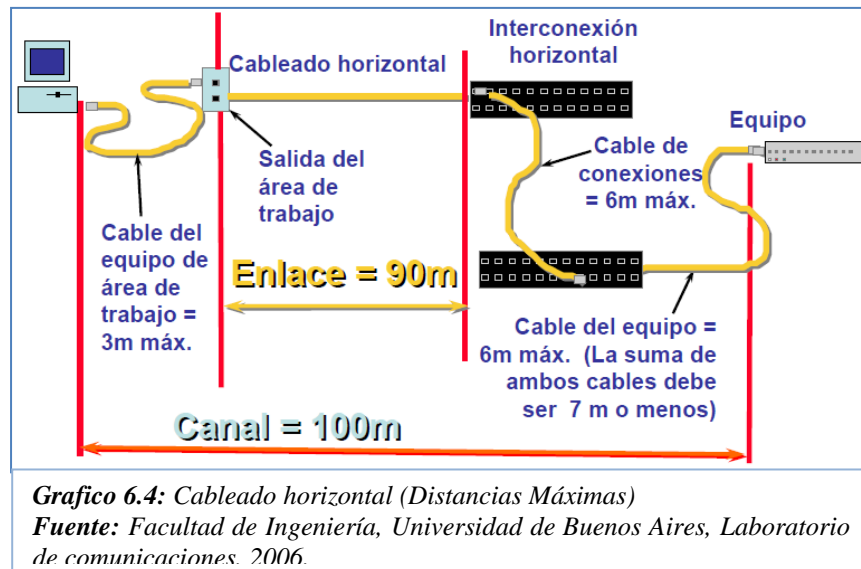 Interconexión
horizontal
Cableado horizontal
Equipo
Salida del
área de
trabajo
Cable de
conexiones
= 6m máx.
Cable del
equipo de
área de
trabajo =
3m máx.
Enlace = 90m
Cable del equipo =
6m máx. (La suma de
ambos cables debe
ser 7 m o menos)
Canal = 100m
Grafico 6.4: Cableado horizontal (Distancias Máximas)
Fuente: Facultad de Ingeniería, Universidad de Buenos Aires, Laboratorio
de comunicaciones, 2006.